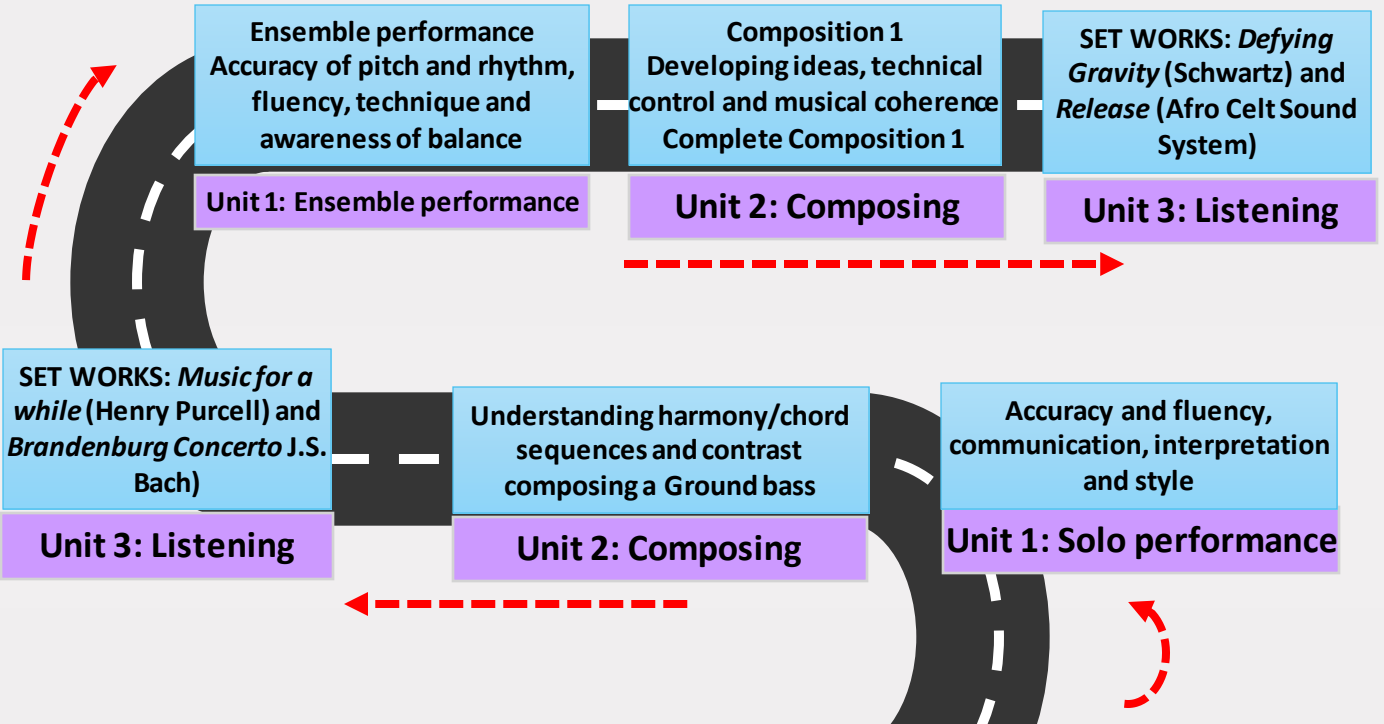 Ensemble performance
Accuracy of pitch and rhythm,
fluency, technique and
awareness of balance
Unit 1: Ensemble performance
Composition 1
Developing ideas, technical
control and musical coherence
Complete Composition 1
Unit 2: Composing
SET WORKS: Defying
Gravity (Schwartz) and
Release (Afro Celt Sound
System)
Unit 3: Listening
SET WORKS: Music for a
while (Henry Purcell) and
Brandenburg Concerto J.S.
Bach)
Unit 3: Listening
Understanding harmony/chord
sequences and contrast
composing a Ground bass
Unit 2: Composing
Accuracy and fluency,
communication, interpretation
and style
Unit 1: Solo performance